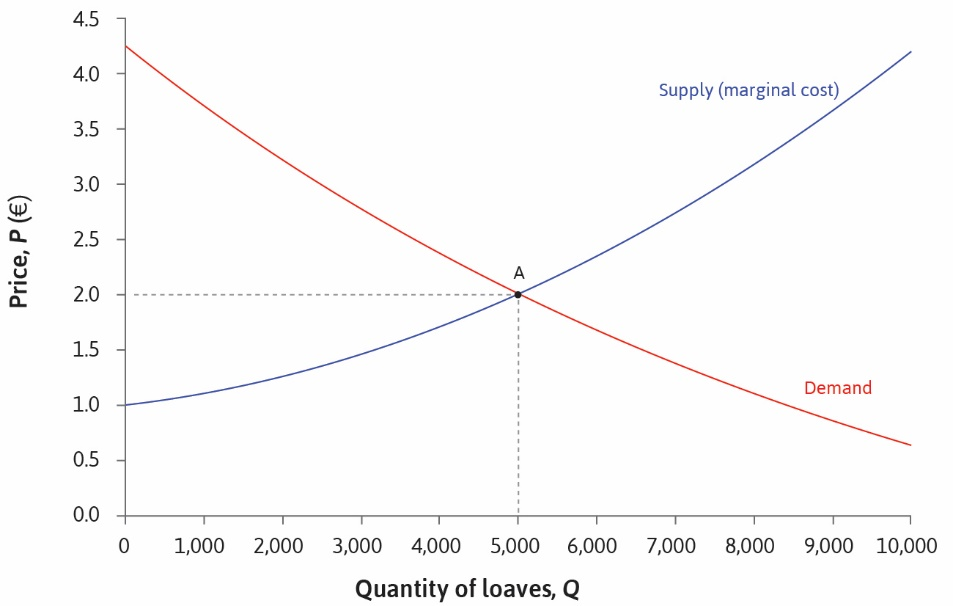 4.5
4.0
3.5
3.0
2.5
2.0
1.5
1.0
0.5
0.0
Price, P (€)
Supply (marginal cost)
A
Demand
0 1,000 2,000 3,000 4,000 5,000 6,000 7,000 8,000 9,000 10,000
Quantity of loaves, Q